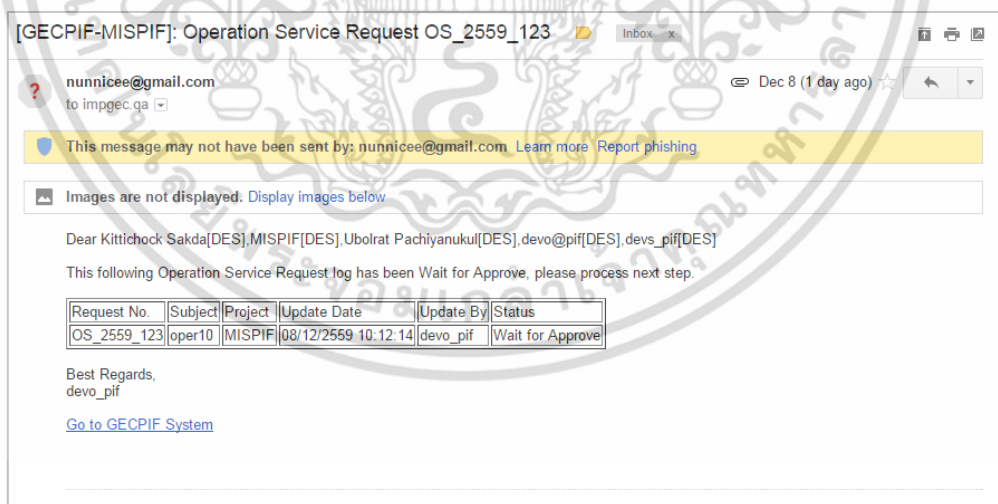 [GECPIF-MISPIF]: Operation Service Request OS_2559_123 Inbox x
nunnicee@gmail.com Dec 8 (1 day ago)
to impgec.qa
This message may not have been sent by: nunnicee@gmail.com Learn more Report phishing
Images are not displayed. Display images below
Dear Kittichock Sakda[DES],MISPIF[DES],Ubolrat Pachiyanukul[DES],devo@pif[DES],devs_pif[DES]
This following Operation Service Request log has been Wait for Approve, please process next step.
Request No. Subject Project Update Date Update By Status
OS_2559_123 oper10 MISPIF 08/12/2559 10:12:14 devo_pif Wait for Approve
Best Regards,
devo_pif
Go to GECPIF System